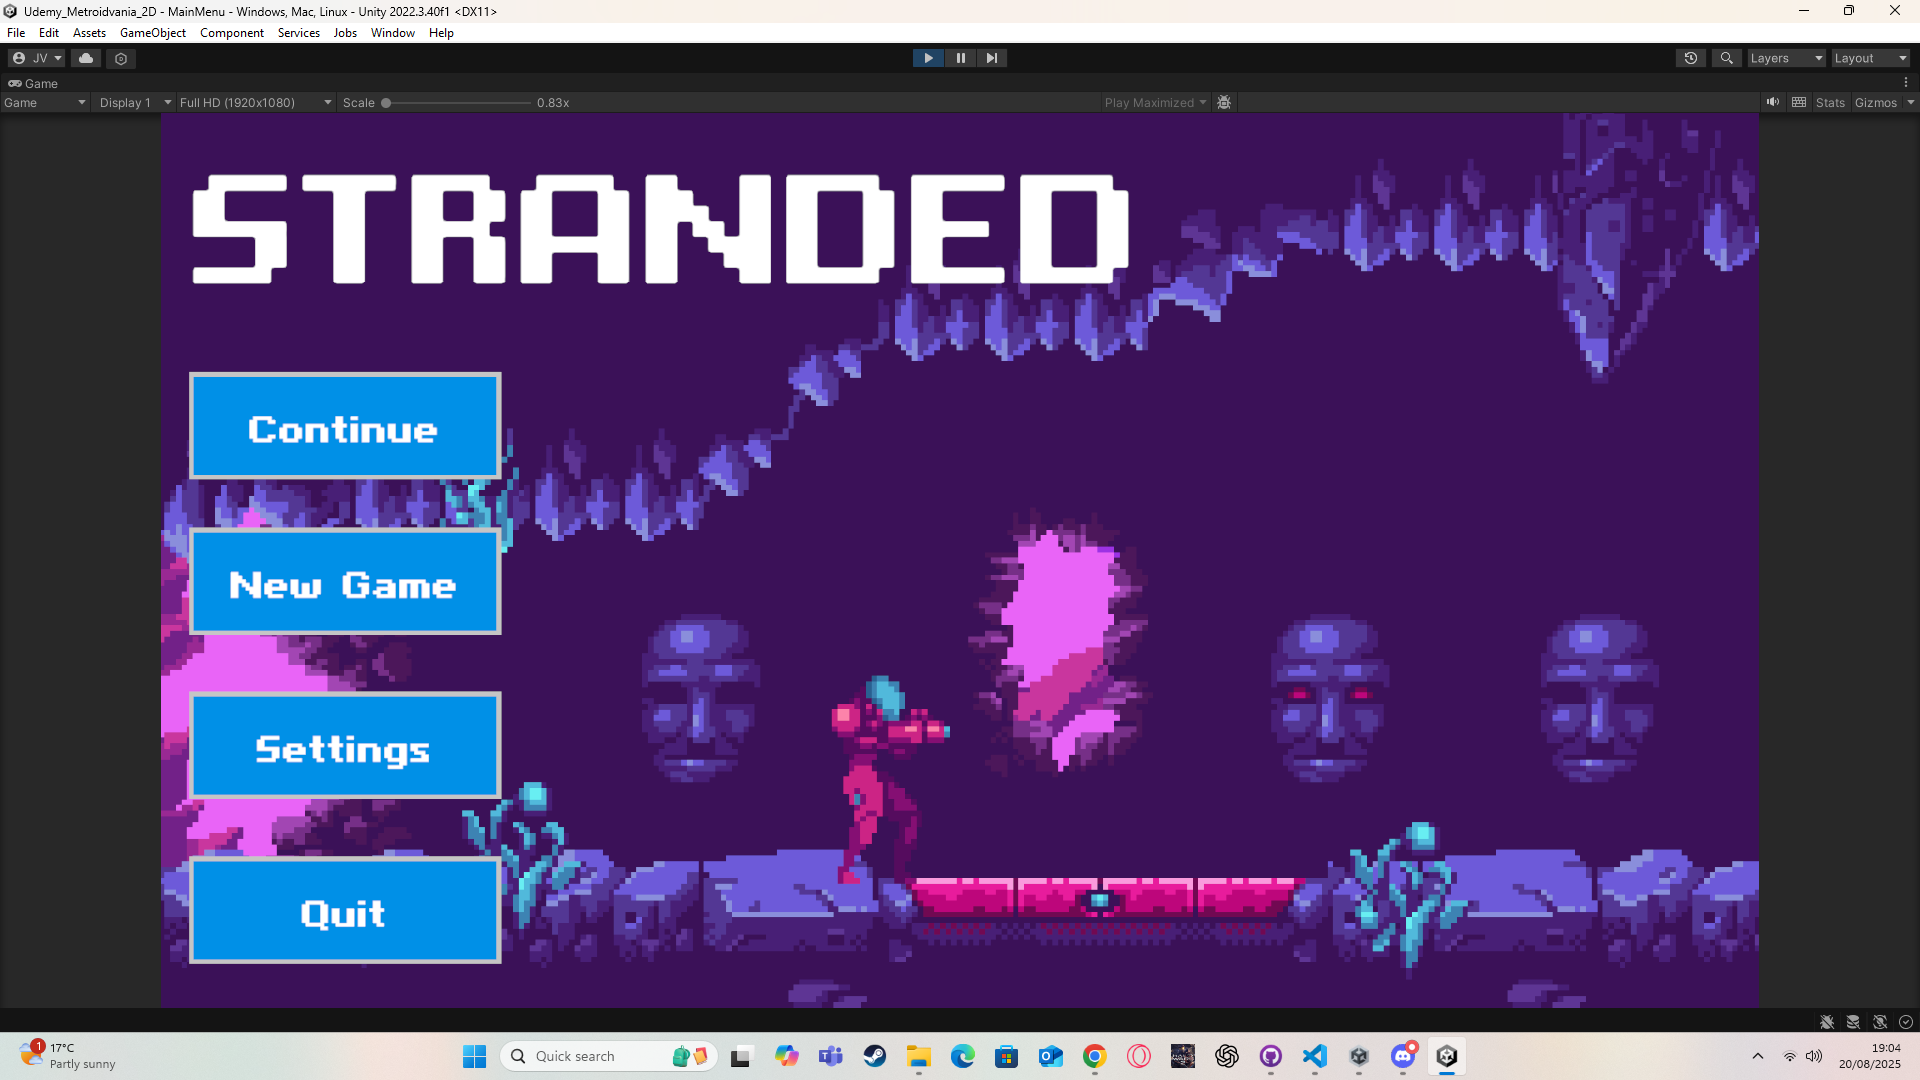 Udemy_Metroidvania_2D - MainMenu - Windows, Mac, Linux - Unity 2022.3.40f1 <DX11>
File Edit Assets GameObject Component Services Jobs Window Help
JV Layers Layout
Game
Game Display 1 Full HD (1920x1080) Scale 0.83x Play Maximized Stats Gizmos
STRANDED
Continue
New Game
Settings
Quit
1 17°C
Partly sunny
Quick search
19:04
20/08/2025